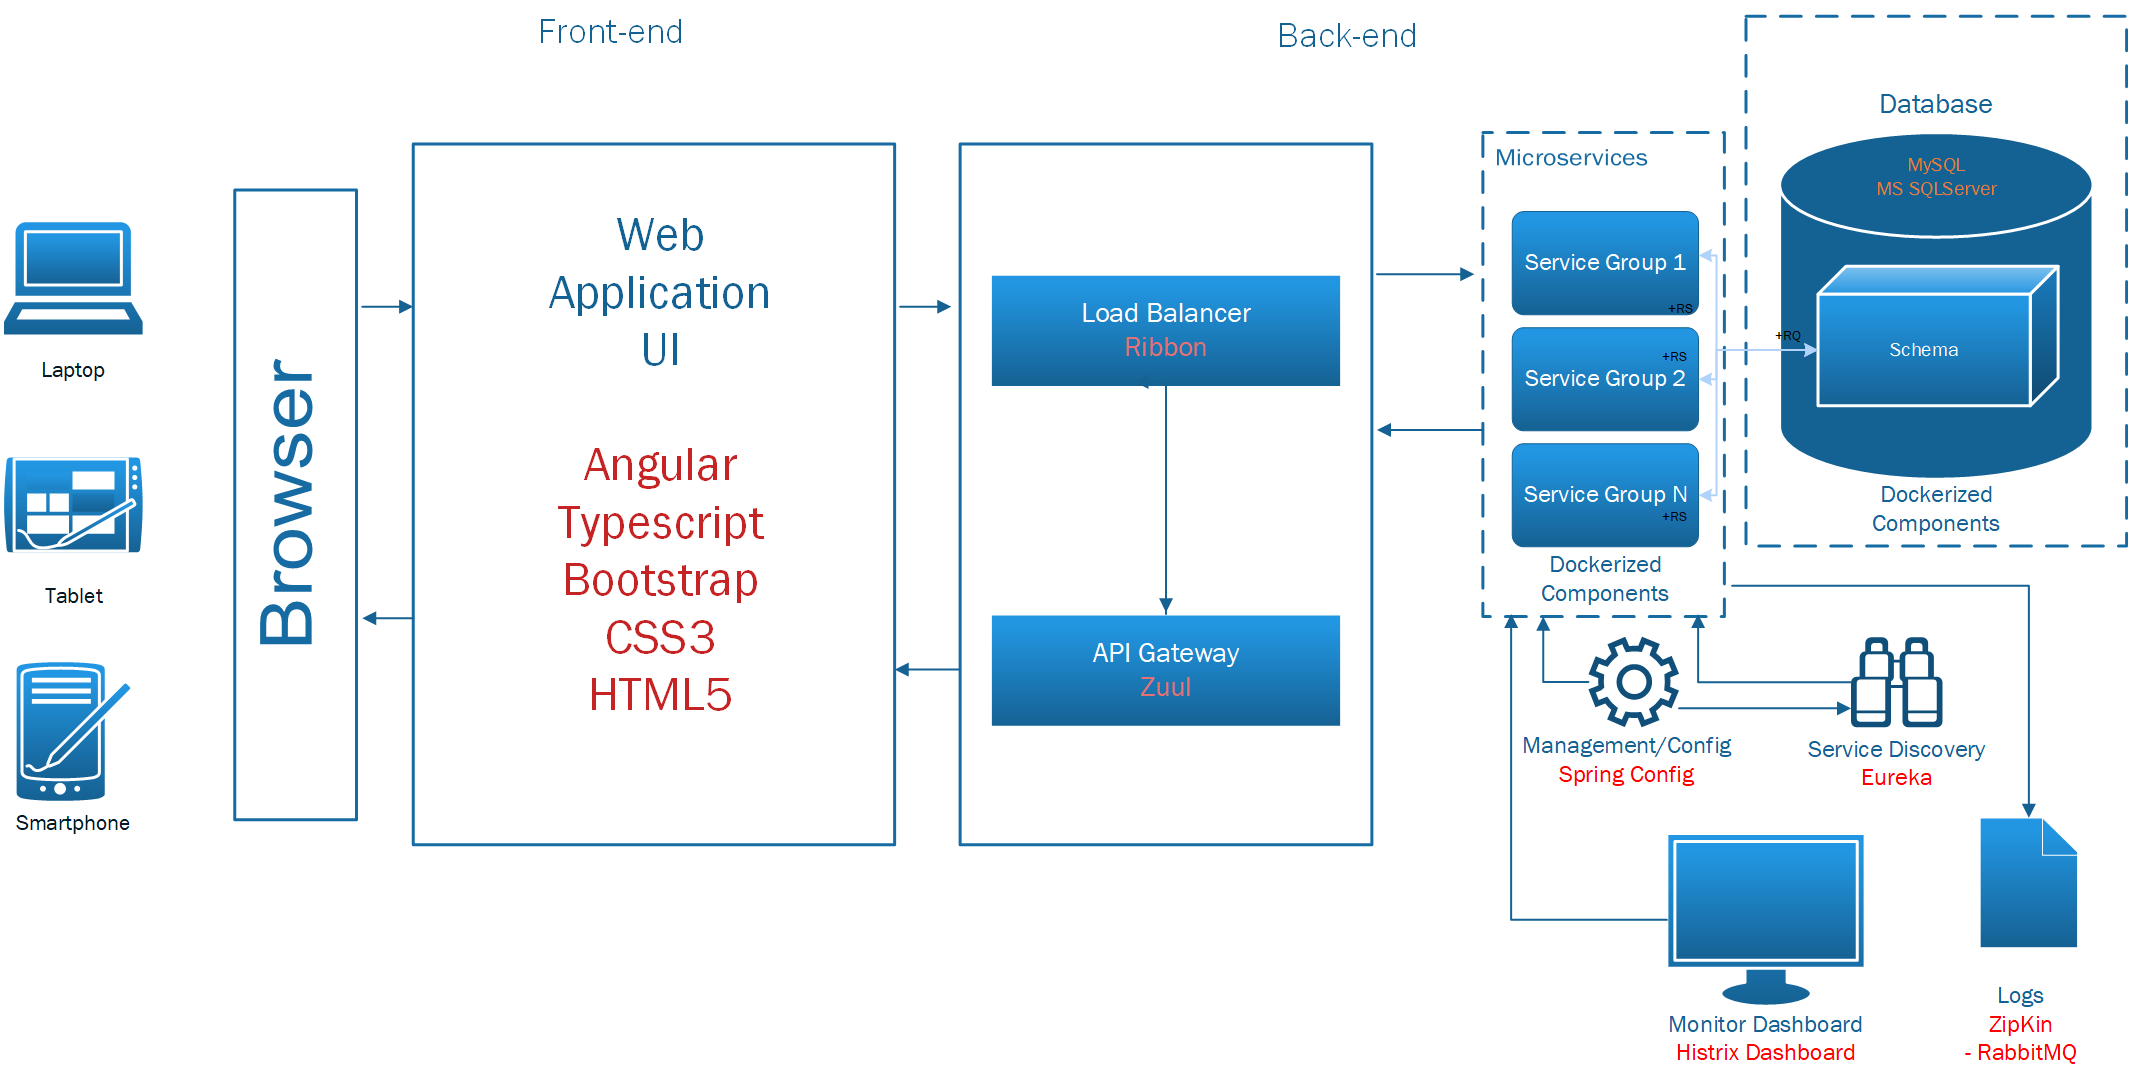 Front-end
Back-end
Laptop
Tablet
Smartphone
Browser
Web
Application
UI
Angular
Typescript
Bootstrap
CSS3
HTML5
Load Balancer
Ribbon
API Gateway
Zuul
Microservices
Service Group 1
+RS
+RS
Service Group 2
Service Group N
+RS
Dockerized
Components
Database
MySQL
MS SQLServer
+RQ
Schema
Dockerized
Components
Management/Config
Spring Config
Service Discovery
Eureka
Monitor Dashboard
Histrix Dashboard
Logs
ZipKin
- RabbitMQ